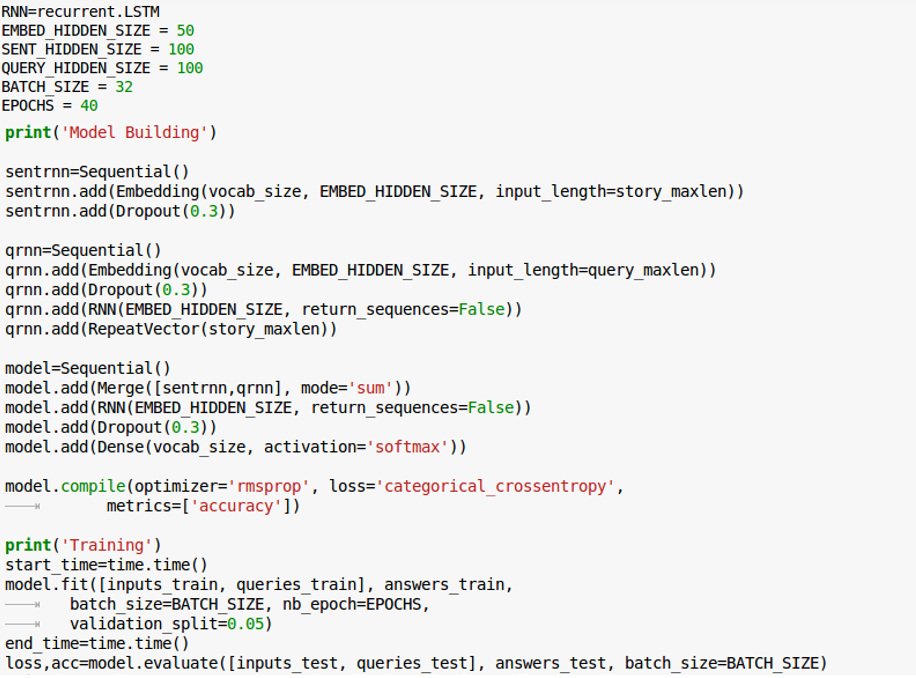 RNN=recurrent.LSTM
EMBED_HIDDEN_SIZE = 50
SENT_HIDDEN_SIZE = 100
QUERY_HIDDEN_SIZE = 100
BATCH_SIZE = 32
EPOCHS = 40
print('Model Building')
sentrnn=Sequential()
sentrnn.add(Embedding(vocab_size, EMBED_HIDDEN_SIZE, input_length=story_maxlen))
sentrnn.add(Dropout(0.3))
qrnn=Sequential()
qrnn.add(Embedding(vocab_size, EMBED_HIDDEN_SIZE, input_length=query_maxlen))
qrnn.add(Dropout(0.3))
qrnn.add(RNN(EMBED_HIDDEN_SIZE, return_sequences=False))
qrnn.add(RepeatVector(story_maxlen))
model=Sequential()
model.add(Merge([sentrnn,qrnn], mode='sum'))
model.add(RNN(EMBED_HIDDEN_SIZE, return_sequences=False))
model.add(Dropout(0.3))
model.add(Dense(vocab_size, activation='softmax'))
model.compile(optimizer='rmsprop', loss='categorical_crossentropy',
metrics=['accuracy'])
print('Training')
start_time=time.time()
model.fit([inputs_train, queries_train], answers_train,
batch_size=BATCH_SIZE, nb_epoch=EPOCHS,
validation_split=0.05)
end_time=time.time()
loss,acc=model.evaluate([inputs_test, queries_test], answers_test, batch_size=BATCH_SIZE)